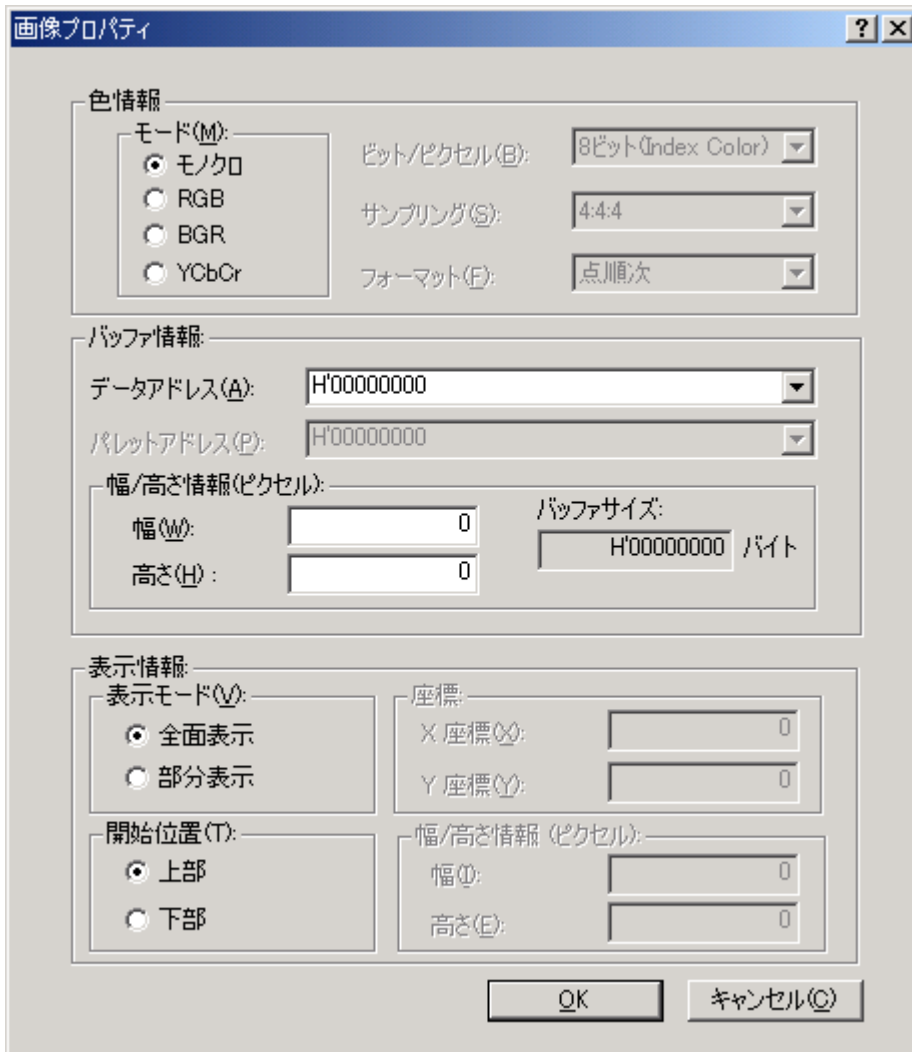 画像プロパティ
色情報
モード(M):
モノクロ
RGB
BGR
YCbCr
ビット/ピクセル(B): 8ビット(Index Color)
サンプリング(S): 4:4:4
フォーマット(F): 点順次
バッファ情報:
データアドレス(A): H'00000000
パレットアドレス(P): H'00000000
幅/高さ情報(ピクセル):
幅(W): 0
高さ(H) : 0
バッファサイズ:
H'00000000 バイト
表示情報:
表示モード(V):
全面表示
部分表示
座標:
X 座標(X): 0
Y 座標(Y): 0
開始位置(T):
上部
下部
幅/高さ情報 (ピクセル):
幅(I): 0
高さ(E): 0
OK
キャンセル(C)